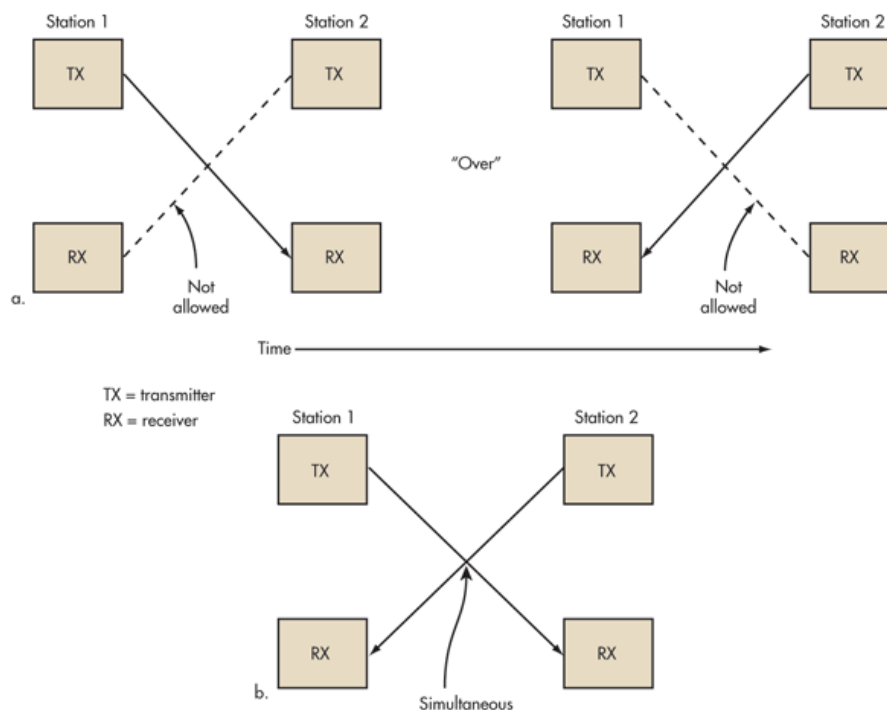 Station 1
Station 2
Station 1
Station 2
TX
TX
TX
TX
“Over”
RX
RX
RX
RX
Not
allowed
Not
allowed
a.
Time
TX = transmitter
RX = receiver
Station 1
Station 2
TX
TX
RX
RX
b.
Simultaneous